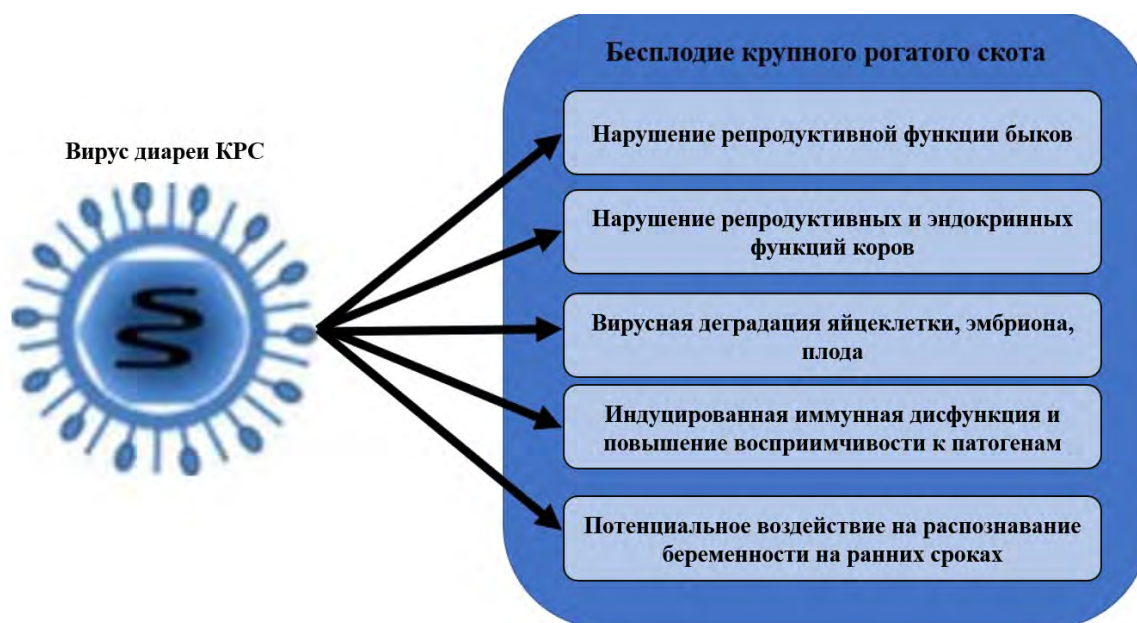 Бесплодие крупного рогатого скота
Вирус диареи КРС
Нарушение репродуктивной функции быков
Нарушение репродуктивных и эндокринных
функций коров
Вирусная деградация яйцеклетки, эмбриона,
плода
Индуцированная иммунная дисфункция и
повышение восприимчивости к патогенам
Потенциальное воздействие на распознавание
беременности на ранних сроках